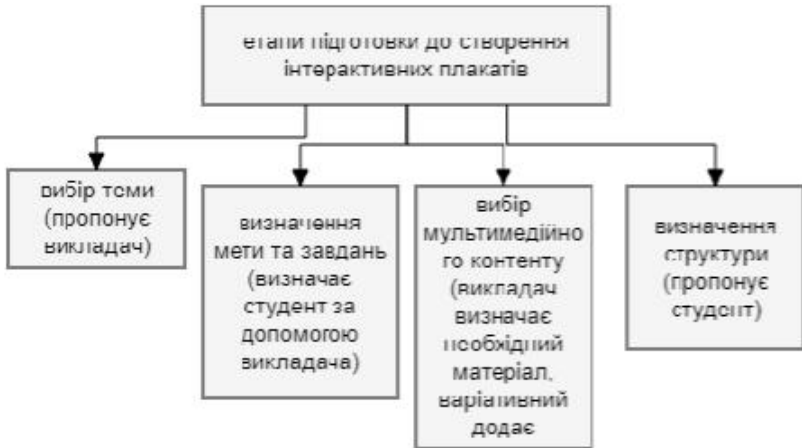 етапи підготовки до створення
інтерактивних плакатів
вибір теми
(пропонує
викладач)
визначення
мети та завдань
(визначає
студент за
допомогою
викладача)
вибір
мультимедійно
го контенту
(викладач
визначає
необхідний
матеріал,
варіативний
додає
визначення
структури
(пропонує
студент)